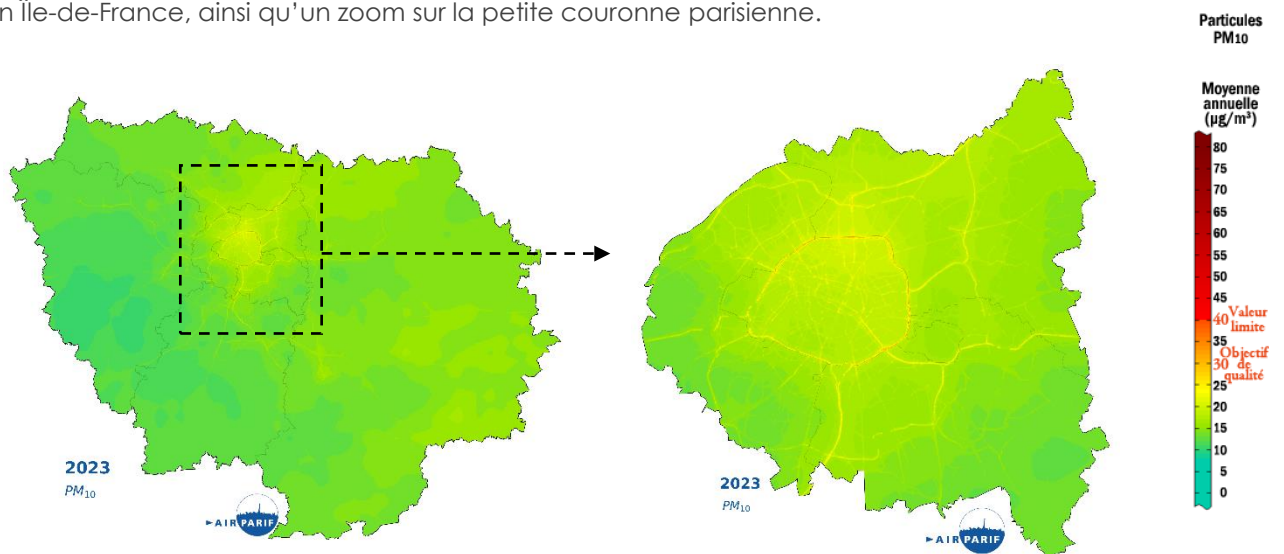 n Île-de-France, ainsi qu’un zoom sur la petite couronne parisienne.
Particules
PM10
Moyenne
annuelle
(µg/m³)
80
75
70
65
60
55
50
45
40 Valeur
limite
35
Objectif
30 de
qualité
25
20
15
10
5
0
2023
PM10
AIRPARIF
2023
PM10
AIRPARIF